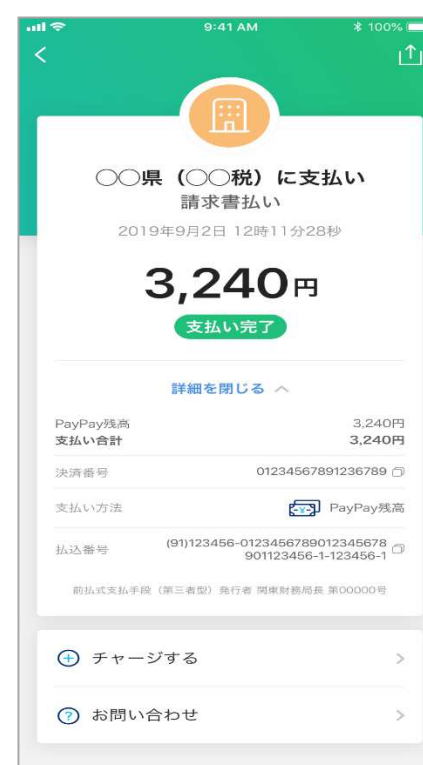 9:41 AM 100%
○○県（○○税）に支払い
請求書払い
2019年9月2日 12時11分28秒
3,240円
支払い完了
詳細を閉じる
PayPay残高 3,240円
支払い合計 3,240円
決済番号 01234567891236789
支払い方法 PayPay残高
払込番号 (91)123456-0123456789012345678
901123456-1-123456-1
前払式支払手段（第三者型）発行者 関東財務局長 第00000号
チャージする
お問い合わせ